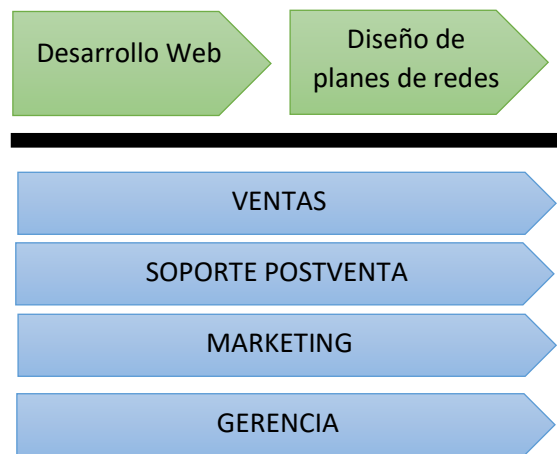 Desarrollo Web
Diseño de
planes de redes
VENTAS
SOPORTE POSTVENTA
MARKETING
GERENCIA